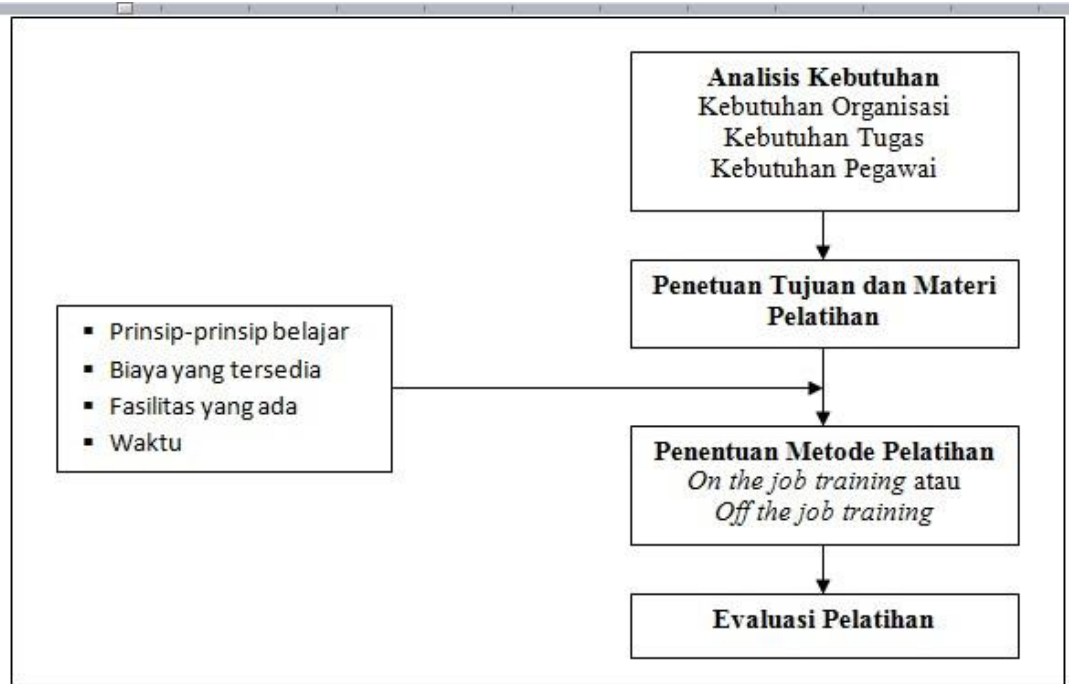 Analisis Kebutuhan
Kebutuhan Organisasi
Kebutuhan Tugas
Kebutuhan Pegawai
Penetuan Tujuan dan Materi
Pelatihan
▪ Prinsip-prinsip belajar
▪ Biaya yang tersedia
▪ Fasilitas yang ada
▪ Waktu
Penentuan Metode Pelatihan
On the job training atau
Off the job training
Evaluasi Pelatihan